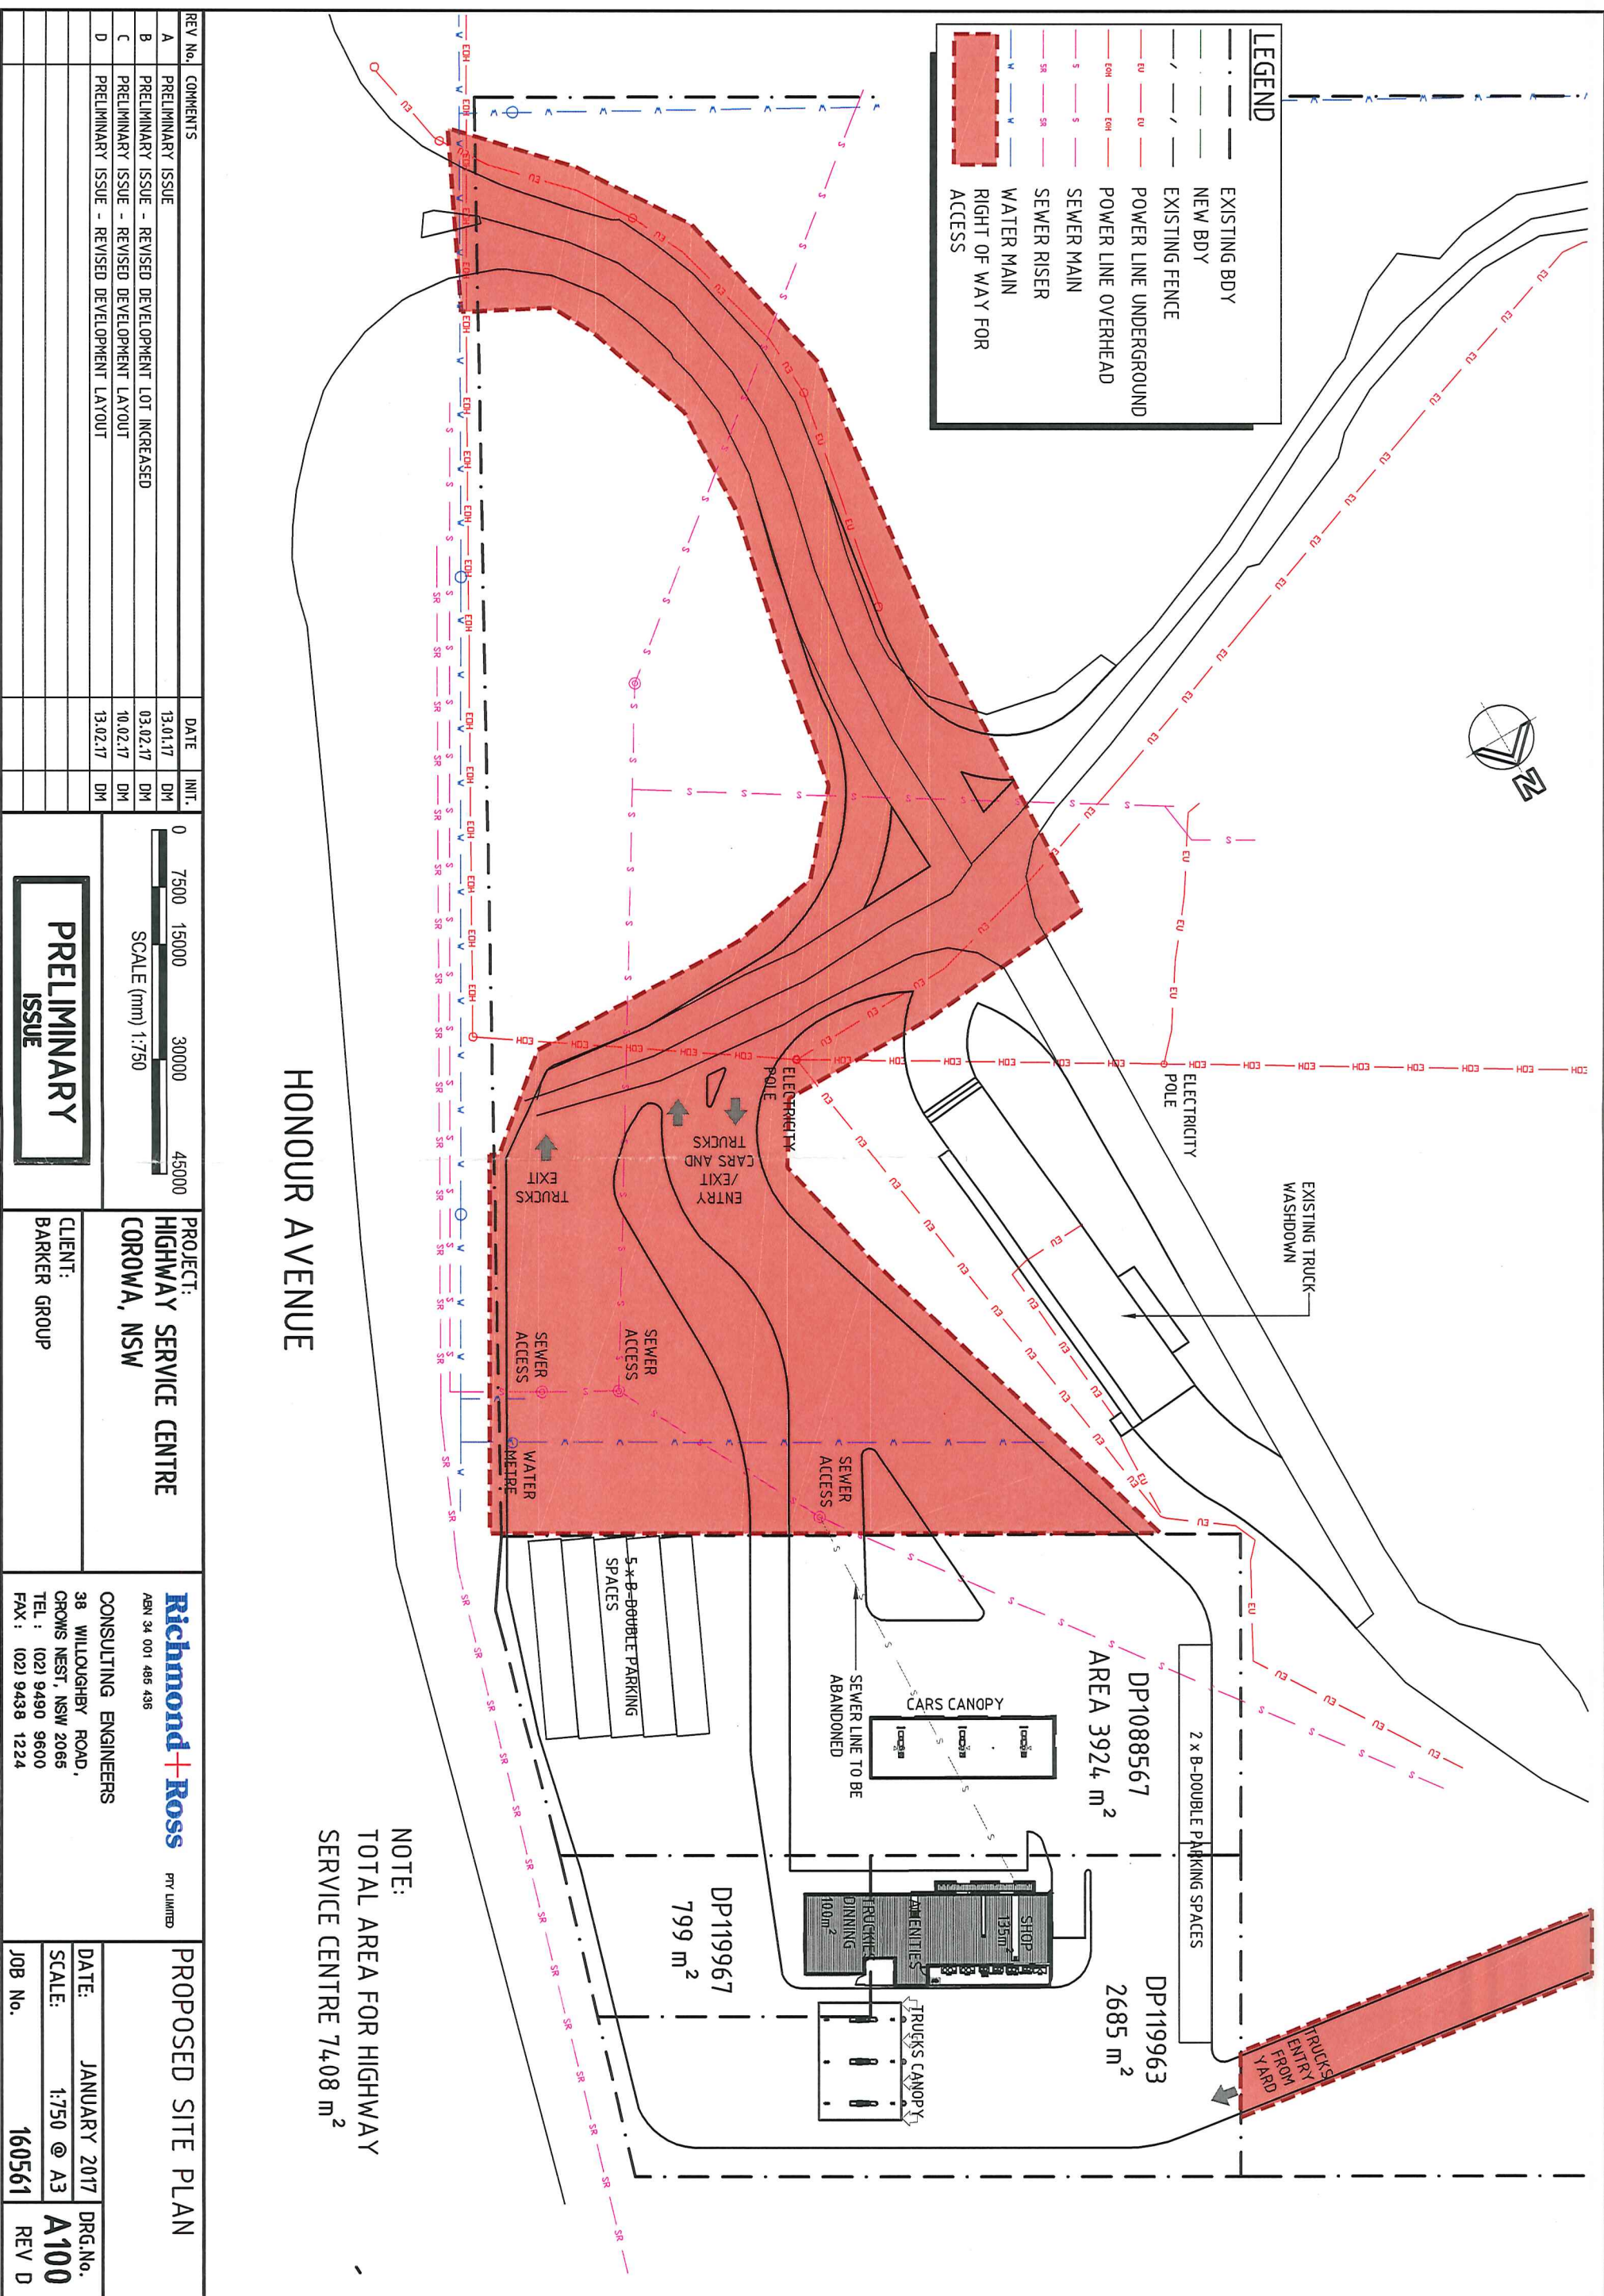 LEGEND
EXISTING BDY
NEW BDY
EXISTING FENCE
EU EU POWER LINE UNDERGROUND
EOH EOH POWER LINE OVERHEAD
S S SEWER MAIN
SR SR SEWER RISER
W W WATER MAIN
RIGHT OF WAY FOR
ACCESS
N
ELECTRICITY
POLE
ELECTRICITY
POLE
EXISTING TRUCK
WASHDOWN
ENTRY
/EXIT
CARS AND
TRUCKS
TRUCKS
EXIT
SEWER
ACCESS
SEWER
ACCESS
SEWER
ACCESS
WATER
METRE
5 x B-DOUBLE PARKING
SPACES
SEWER LINE TO BE
ABANDONED
CARS CANOPY
DP1088567
AREA 3924 m²
2 x B-DOUBLE PARKING SPACES
SHOP
135m²
AMENITIES
TRUCKIES
DINNING
100m²
DP119967
799 m²
DP119963
2685 m²
TRUCKS CANOPY
TRUCKS
ENTRY
FROM
YARD
HONOUR AVENUE
NOTE:
TOTAL AREA FOR HIGHWAY
SERVICE CENTRE 7408 m²
REV No. COMMENTS DATE INIT.
A PRELIMINARY ISSUE 13.01.17 DM
B PRELIMINARY ISSUE - REVISED DEVELOPMENT LOT INCREASED 03.02.17 DM
C PRELIMINARY ISSUE - REVISED DEVELOPMENT LAYOUT 10.02.17 DM
D PRELIMINARY ISSUE - REVISED DEVELOPMENT LAYOUT 13.02.17 DM
0 7500 15000 30000 45000
SCALE (mm) 1:750
PRELIMINARY
ISSUE
PROJECT:
HIGHWAY SERVICE CENTRE
COROWA, NSW
CLIENT:
BARKER GROUP
Richmond+Ross PTY LIMITED
ABN 34 001 485 436
CONSULTING ENGINEERS
38 WILLOUGHBY ROAD,
CROWS NEST, NSW 2065
TEL : (02) 9490 9600
FAX : (02) 9438 1224
PROPOSED SITE PLAN
DATE: JANUARY 2017
SCALE: 1:750 @ A3
JOB No. 160561
DRG.No.
A100
REV D